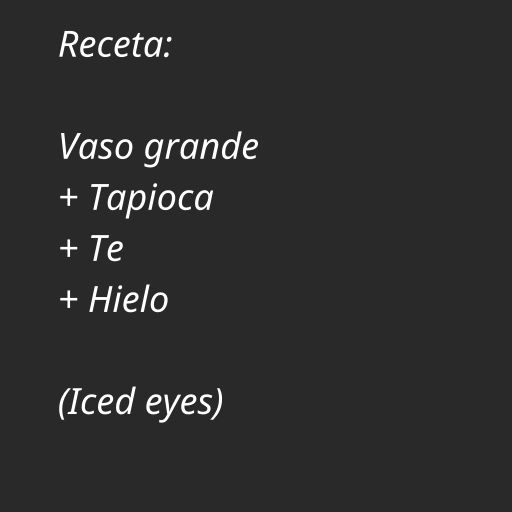 Receta:
Vaso grande
+ Tapioca
+ Te
+ Hielo
(Iced eyes)